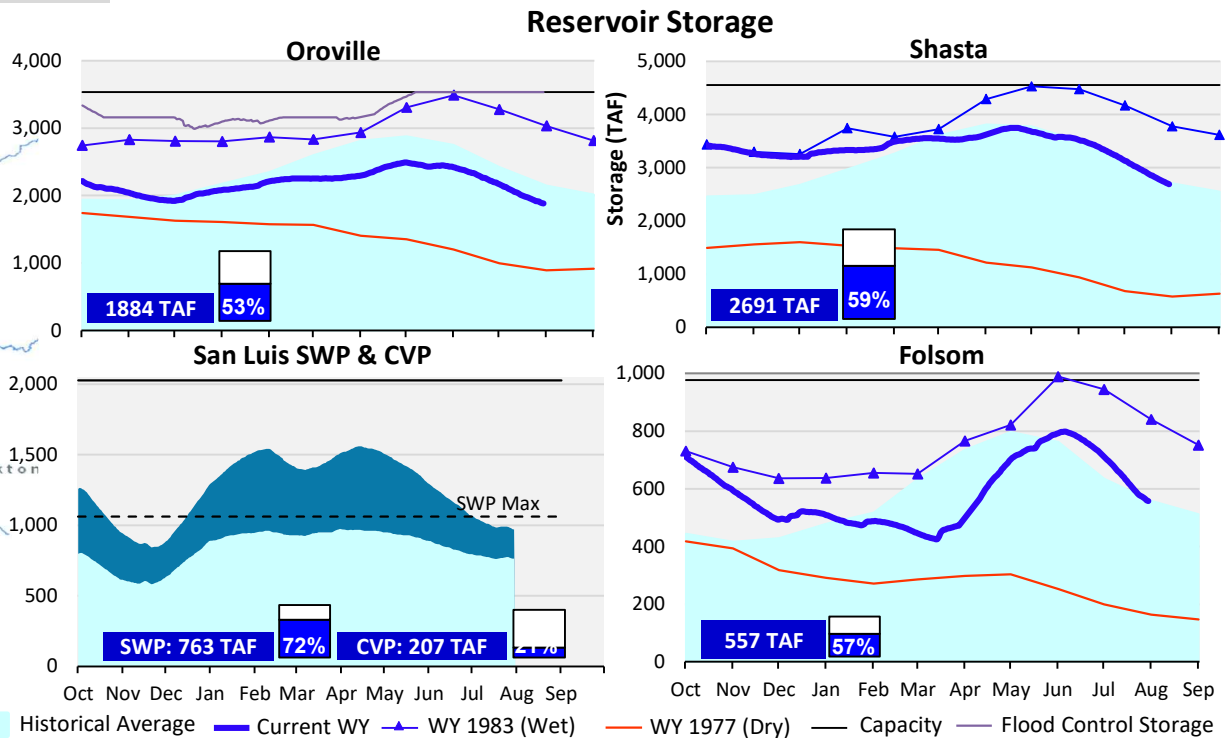 Reservoir Storage
Oroville
4,000
3,000
2,000
1,000
0
1884 TAF
53%
Shasta
Storage (TAF)
5,000
4,000
3,000
2,000
1,000
0
2691 TAF
59%
San Luis SWP & CVP
2,000
1,500
1,000
500
0
SWP Max
SWP: 763 TAF
72%
CVP: 207 TAF
21%
Oct Nov Dec Jan Feb Mar Apr May Jun Jul Aug Sep
Folsom
1,000
800
600
400
200
0
557 TAF
57%
Oct Nov Dec Jan Feb Mar Apr May Jun Jul Aug Sep
kton
Historical Average Current WY WY 1983 (Wet) WY 1977 (Dry) Capacity Flood Control Storage